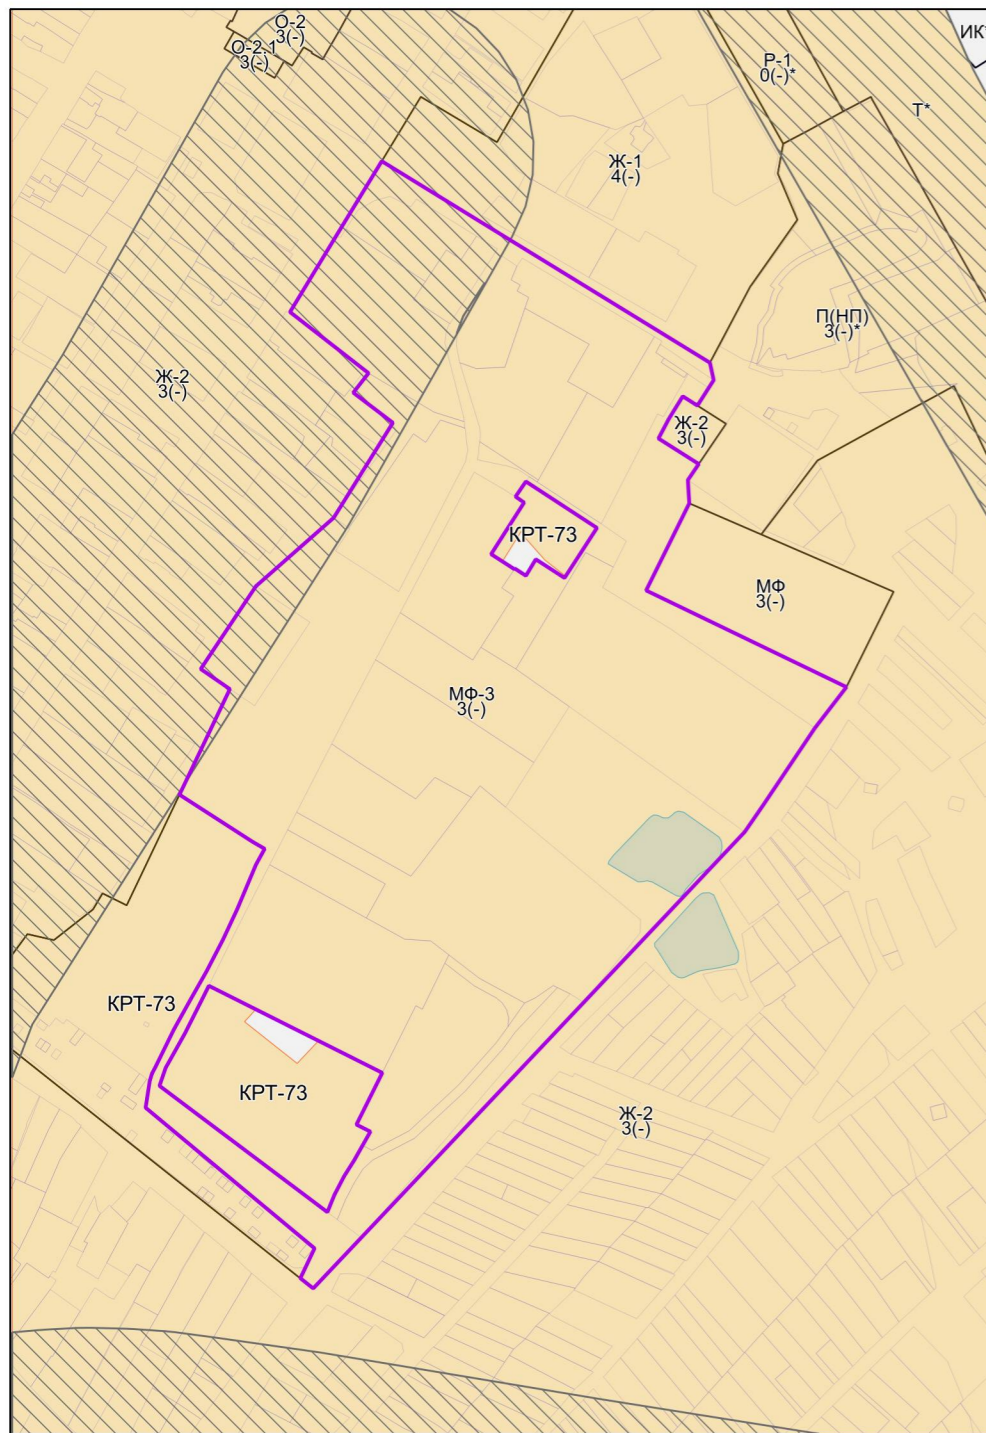 О-2
3(-)
О-2.1
3(-)
ИК
Р-1
0(-)*
Т*
Ж-1
4(-)
П(НП)
3(-)*
Ж-2
3(-)
Ж-2
3(-)
КРТ-73
МФ
3(-)
МФ-3
3(-)
КРТ-73
КРТ-73
Ж-2
3(-)